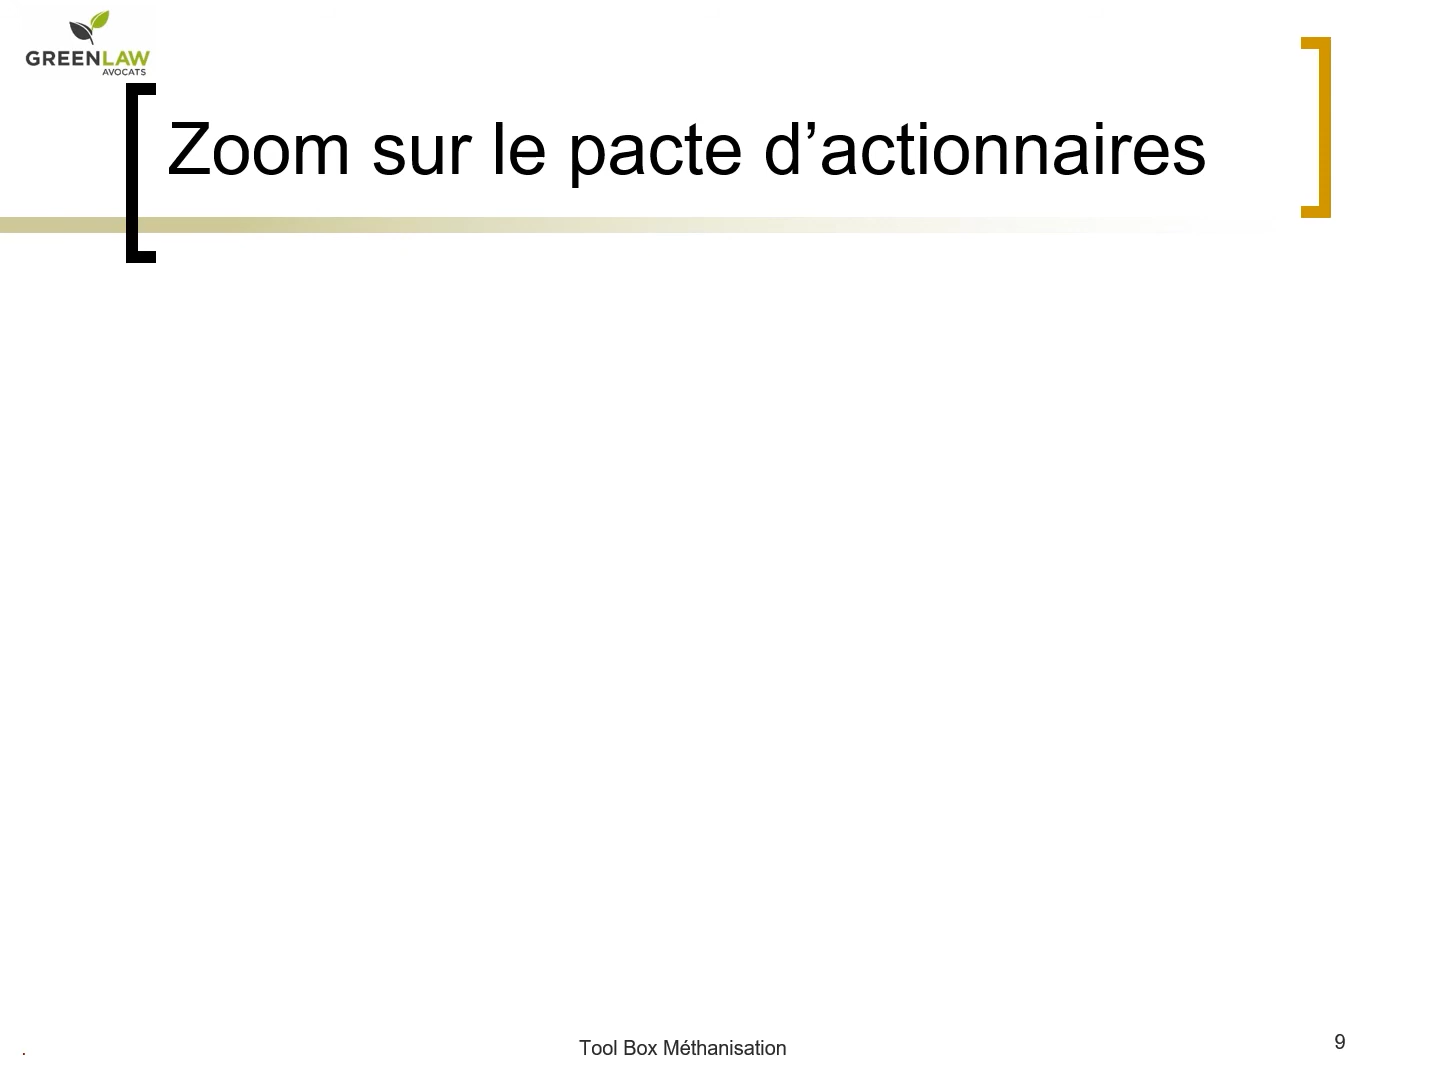 GREENLAW
AVOCATS
Zoom sur le pacte d’actionnaires
.
Tool Box Méthanisation
9